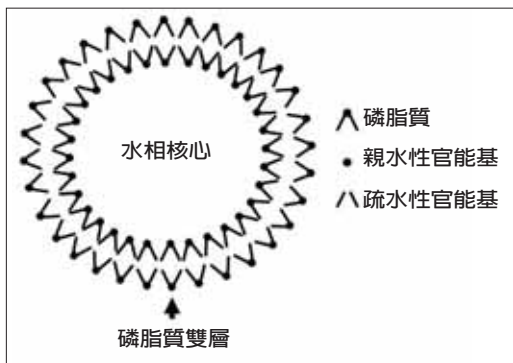 水相核心
磷脂質
親水性官能基
疏水性官能基
磷脂質雙層